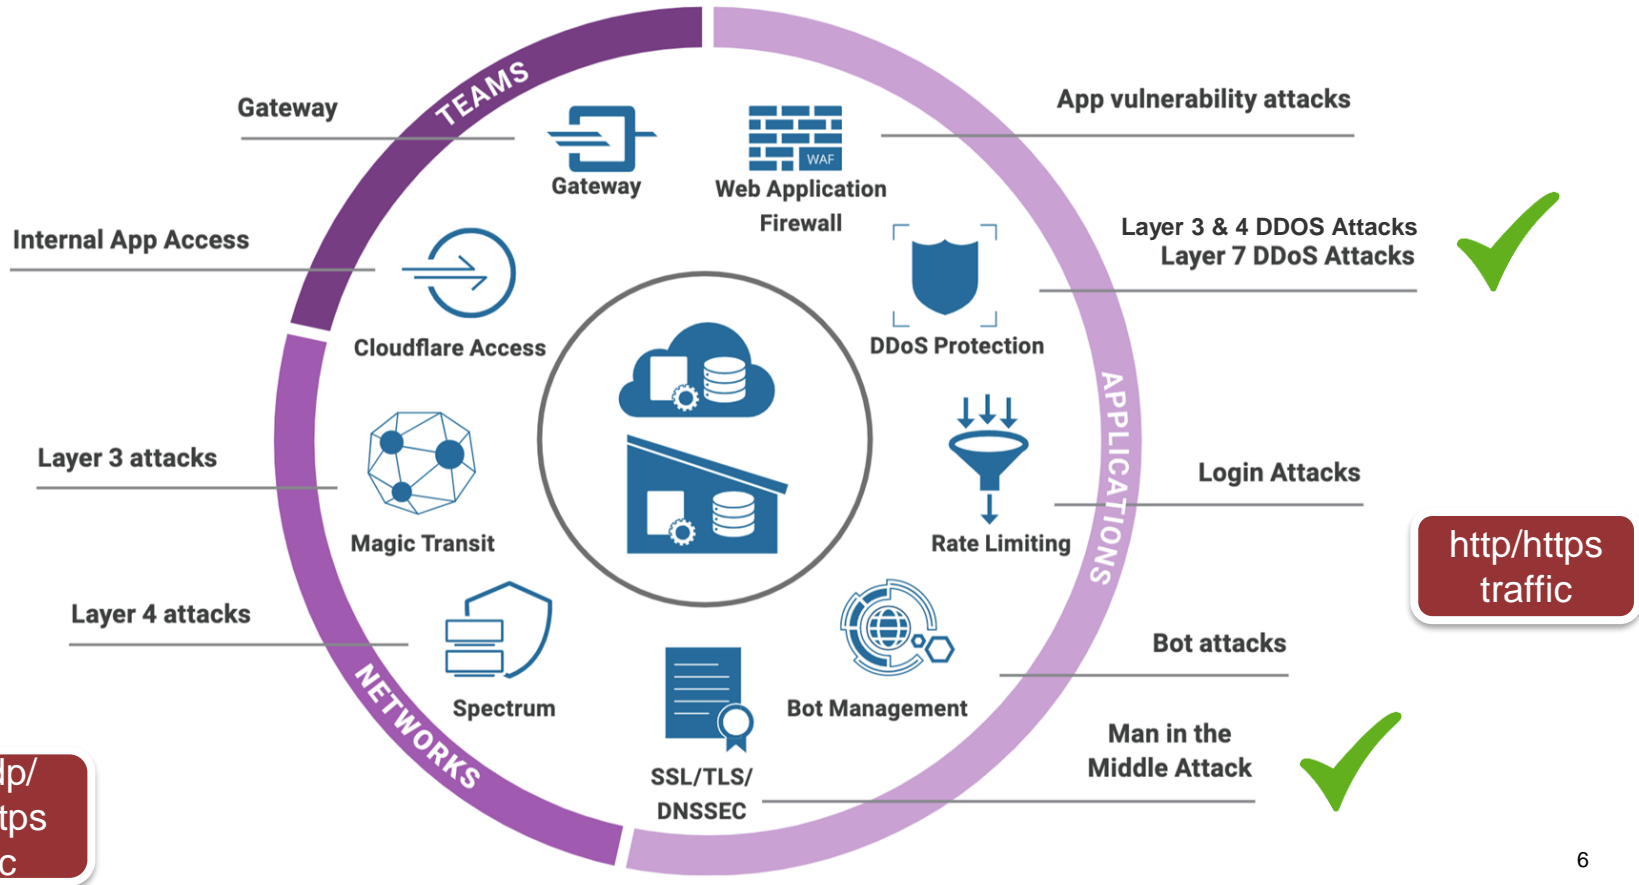 TEAMS
Gateway
Gateway
WAF
Web Application
Firewall
App vulnerability attacks
Internal App Access
Cloudflare Access
Layer 3 & 4 DDOS Attacks
Layer 7 DDoS Attacks
DDoS Protection
APPLICATIONS
Layer 3 attacks
Magic Transit
Login Attacks
Rate Limiting
http/https
traffic
Layer 4 attacks
Spectrum
NETWORKS
Bot attacks
Bot Management
Man in the
Middle Attack
SSL/TLS/
DNSSEC
6